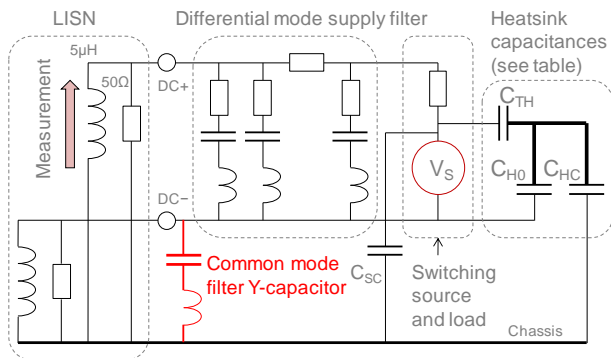 LISN
Differential mode supply filter
Heatsink
capacitances
(see table)
5µH
50Ω
DC+
Measurement
C_TH
V_S
C_H0
C_HC
DC−
Common mode
filter Y-capacitor
C_SC
Switching
source
and load
Chassis